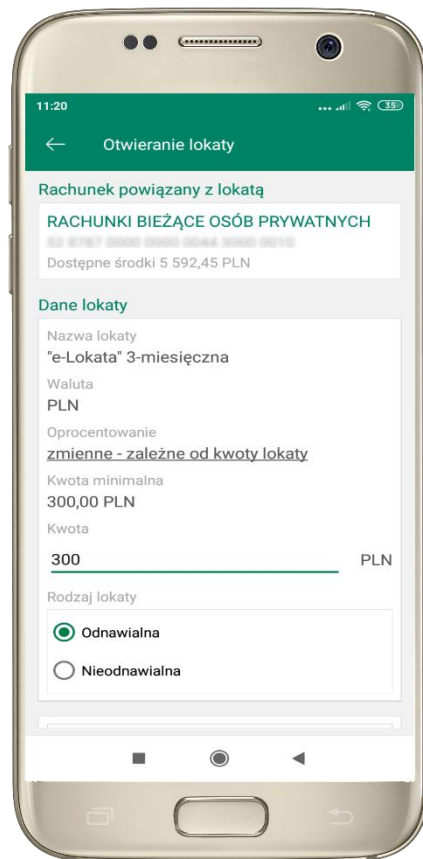 11:20
35
Otwieranie lokaty
Rachunek powiązany z lokatą
RACHUNKI BIEŻĄCE OSÓB PRYWATNYCH
Dostępne środki 5 592,45 PLN
Dane lokaty
Nazwa lokaty
"e-Lokata" 3-miesięczna
Waluta
PLN
Oprocentowanie
zmienne - zależne od kwoty lokaty
Kwota minimalna
300,00 PLN
Kwota
300 PLN
Rodzaj lokaty
Odnawialna
Nieodnawialna